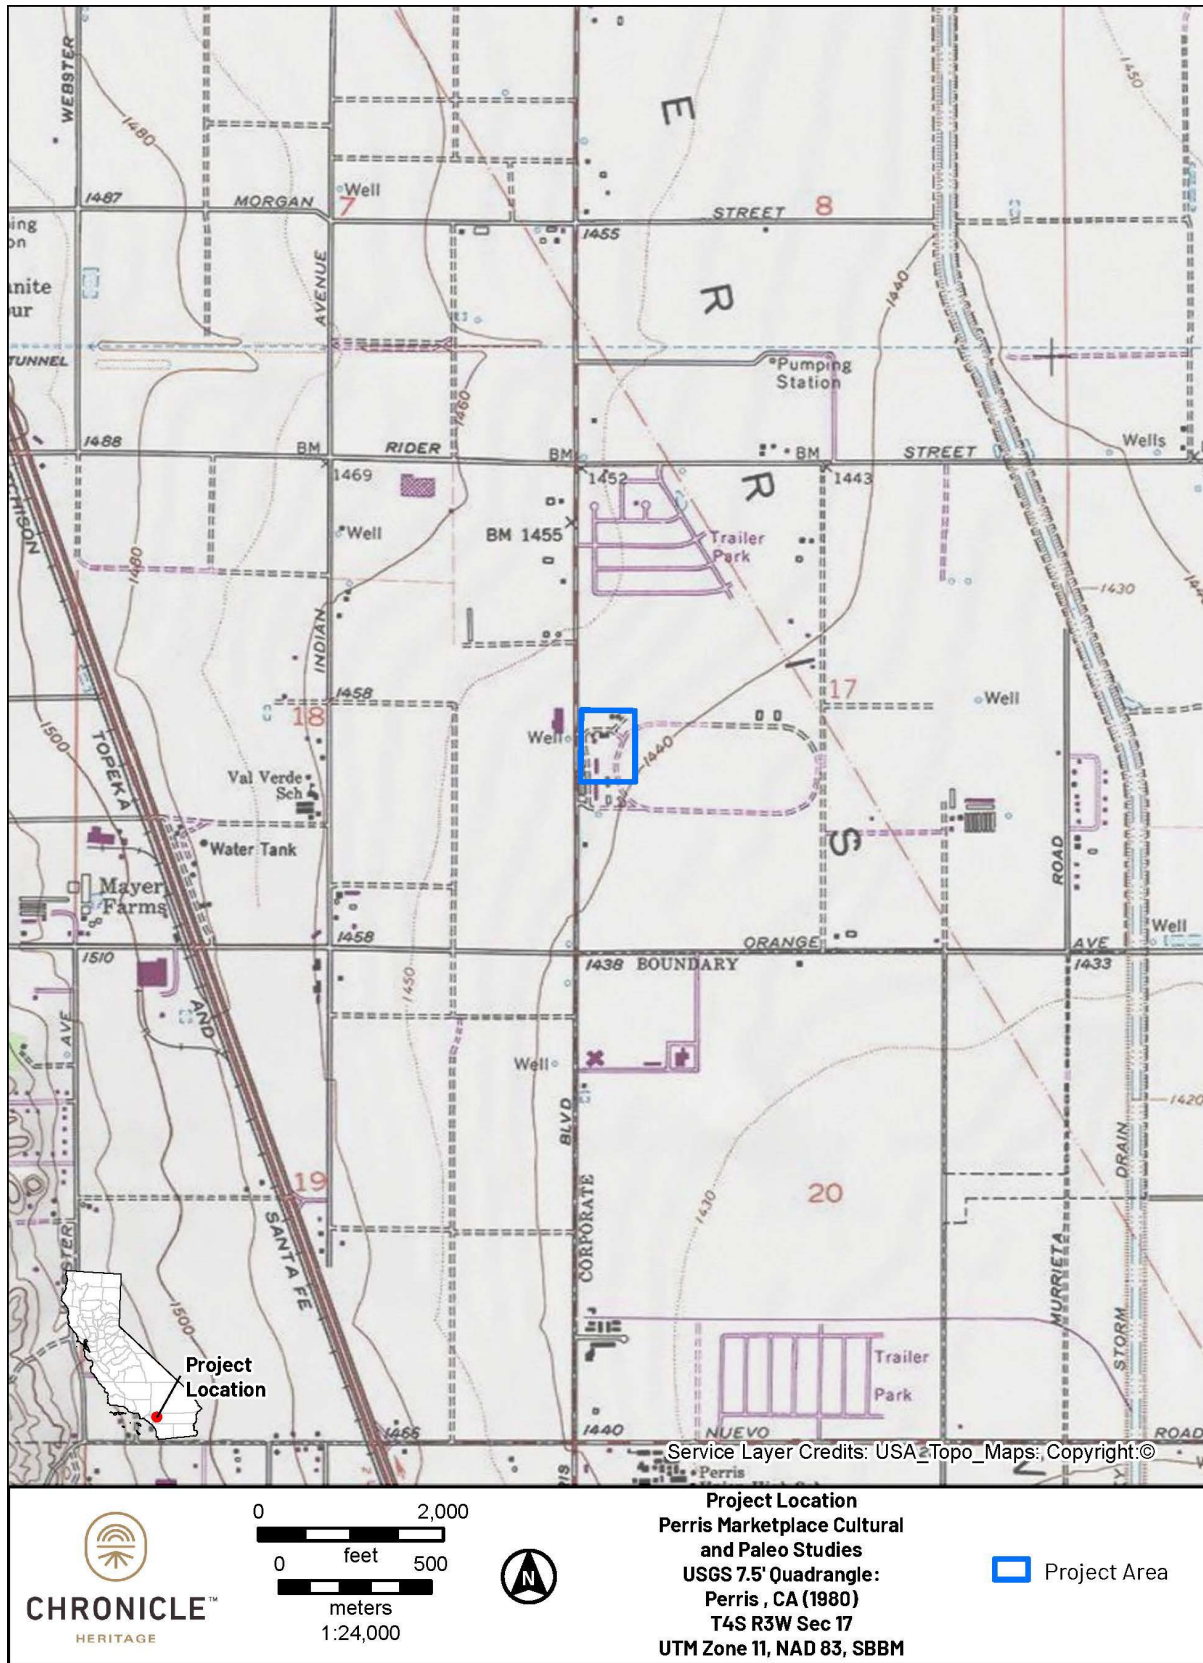 WEBSTER
1480
1450
E
Well
1487
MORGAN
7
STREET
8
1455
AVENUE
R
1440
TUNNEL
Pumping
Station
1460
1488
BM
RIDER
BM
BM
STREET
Wells
1469
1452
R
1443
Well
BM 1455
Trailer
Park
1480
1430
INDIAN
I
1458
17
Well
18
1500
Well
1440
TOPEKA
Val Verde
Sch
S
Water Tank
ROAD
Mayer
Farms
Well
1458
ORANGE
AVE
1510
1438
BOUNDARY
1433
1450
AND
AVE
Well
1420
BLVD
DRAIN
19
20
CORPORATE
1430
SANTA FE
MURRIETA
1500
STORM
Project
Location
Trailer
Park
1466
1440
NUEVO
ROAD
Service Layer Credits: USA_Topo_Maps: Copyright:©
Perris
CHRONICLE™
HERITAGE
0 2,000
feet
0 500
meters
1:24,000
N
Project Location
Perris Marketplace Cultural
and Paleo Studies
USGS 7.5' Quadrangle:
Perris , CA (1980)
T4S R3W Sec 17
UTM Zone 11, NAD 83, SBBM
Project Area